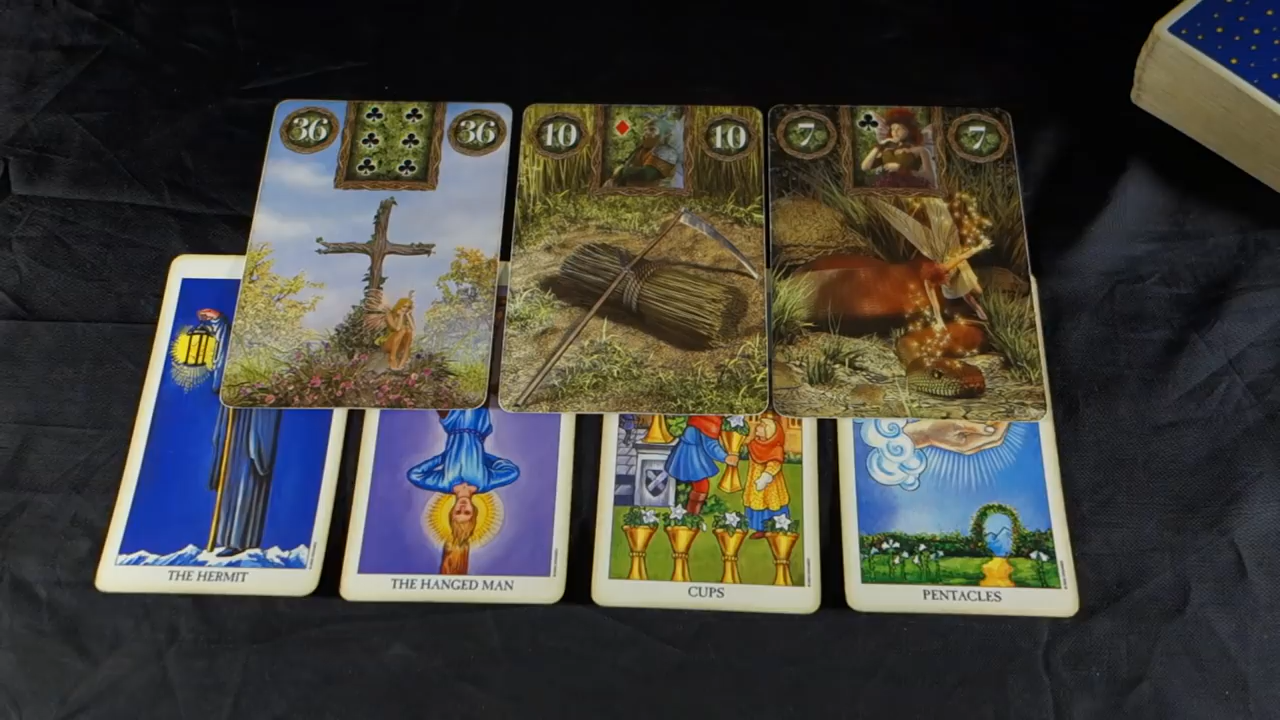 36 36
10 10
7 7
THE HERMIT
THE HANGED MAN
CUPS
PENTACLES